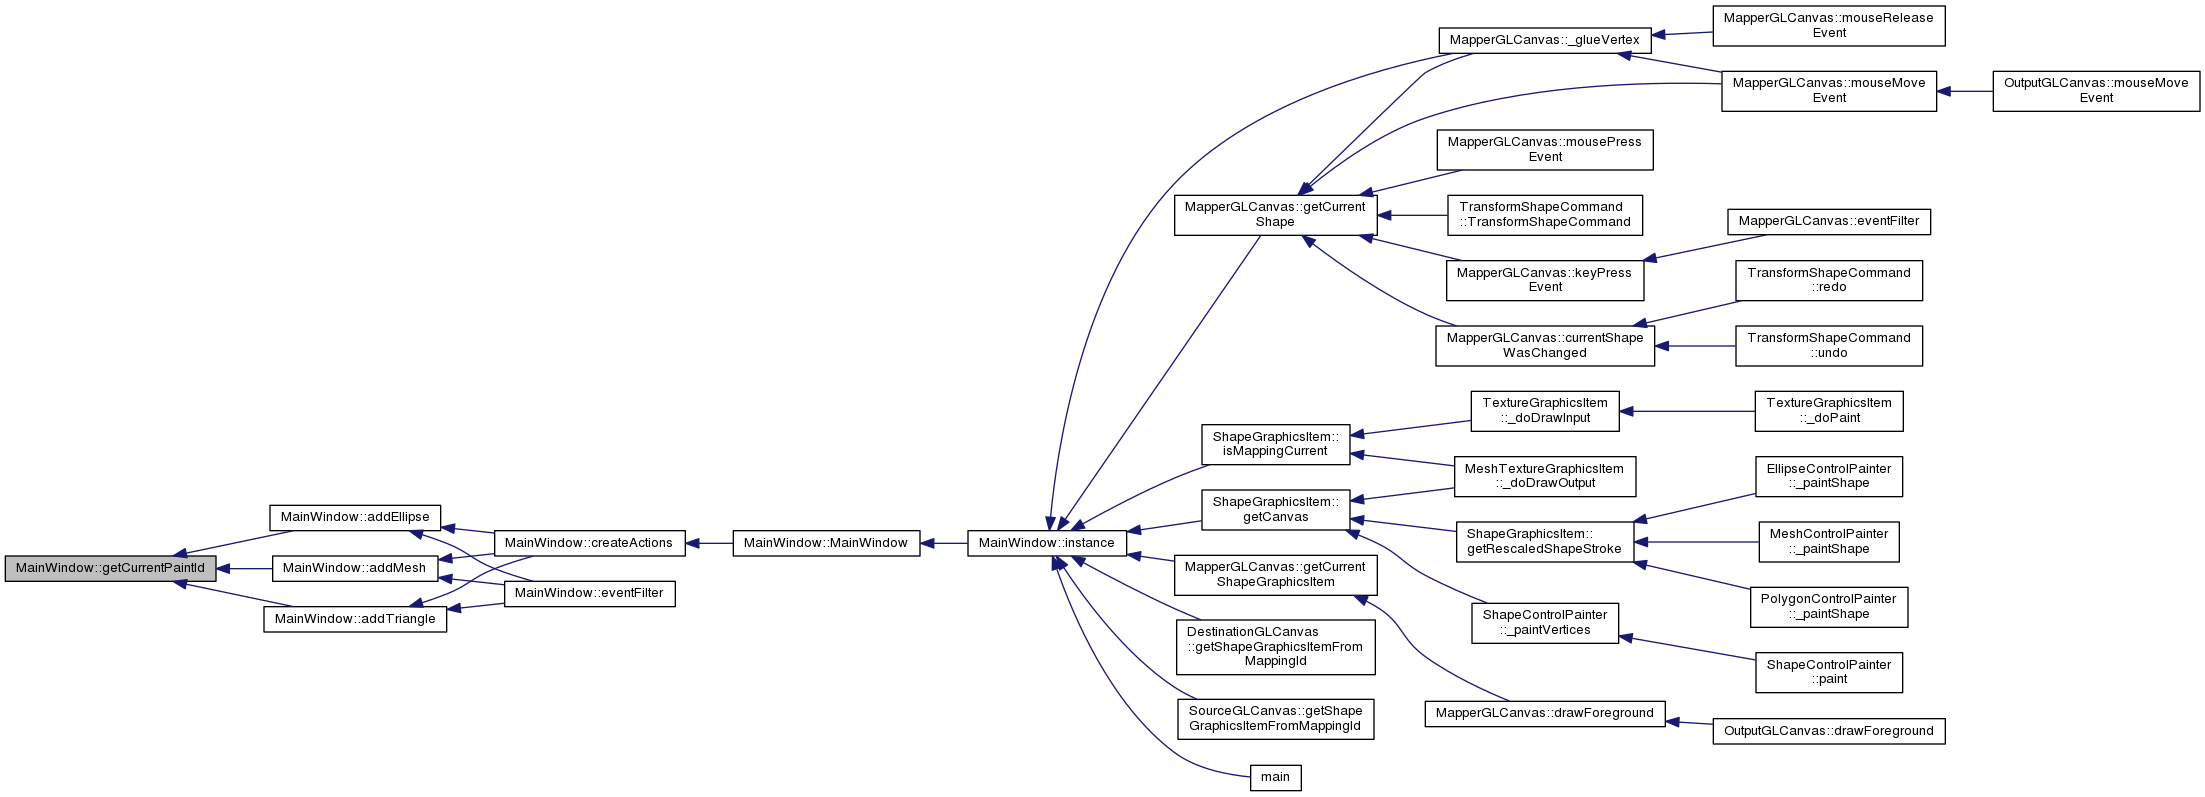 MainWindow::getCurrentPaintId
MainWindow::addEllipse
MainWindow::addMesh
MainWindow::addTriangle
MainWindow::createActions
MainWindow::eventFilter
MainWindow::MainWindow
MainWindow::instance
MapperGLCanvas::getCurrent
Shape
ShapeGraphicsItem::
isMappingCurrent
ShapeGraphicsItem::
getCanvas
MapperGLCanvas::getCurrent
ShapeGraphicsItem
DestinationGLCanvas
::getShapeGraphicsItemFrom
MappingId
SourceGLCanvas::getShape
GraphicsItemFromMappingId
main
MapperGLCanvas::_glueVertex
MapperGLCanvas::mousePress
Event
TransformShapeCommand
::TransformShapeCommand
MapperGLCanvas::keyPress
Event
MapperGLCanvas::currentShape
WasChanged
TextureGraphicsItem
::_doDrawInput
MeshTextureGraphicsItem
::_doDrawOutput
ShapeGraphicsItem::
getRescaledShapeStroke
ShapeControlPainter
::_paintVertices
MapperGLCanvas::drawForeground
MapperGLCanvas::mouseRelease
Event
MapperGLCanvas::mouseMove
Event
MapperGLCanvas::eventFilter
TransformShapeCommand
::redo
TransformShapeCommand
::undo
TextureGraphicsItem
::_doPaint
EllipseControlPainter
::_paintShape
MeshControlPainter
::_paintShape
PolygonControlPainter
::_paintShape
ShapeControlPainter
::paint
OutputGLCanvas::drawForeground
OutputGLCanvas::mouseMove
Event